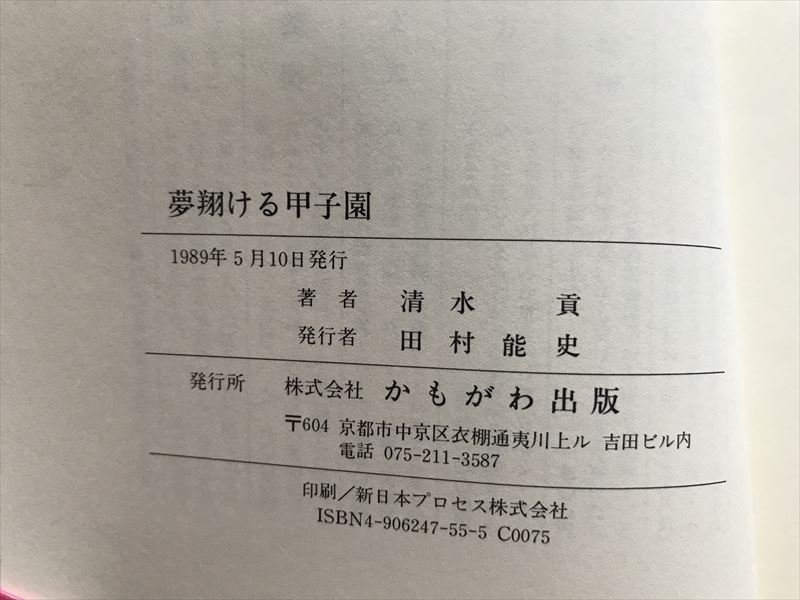 夢翔ける甲子園
1989年5月10日発行
著者 清水 貢
発行者 田村能史
発行所 株式会社 かもがわ出版
〒604 京都市中京区衣棚通夷川上ル 吉田ビル内
電話 075-211-3587
印刷/新日本プロセス株式会社
ISBN4-906247-55-5 C0075